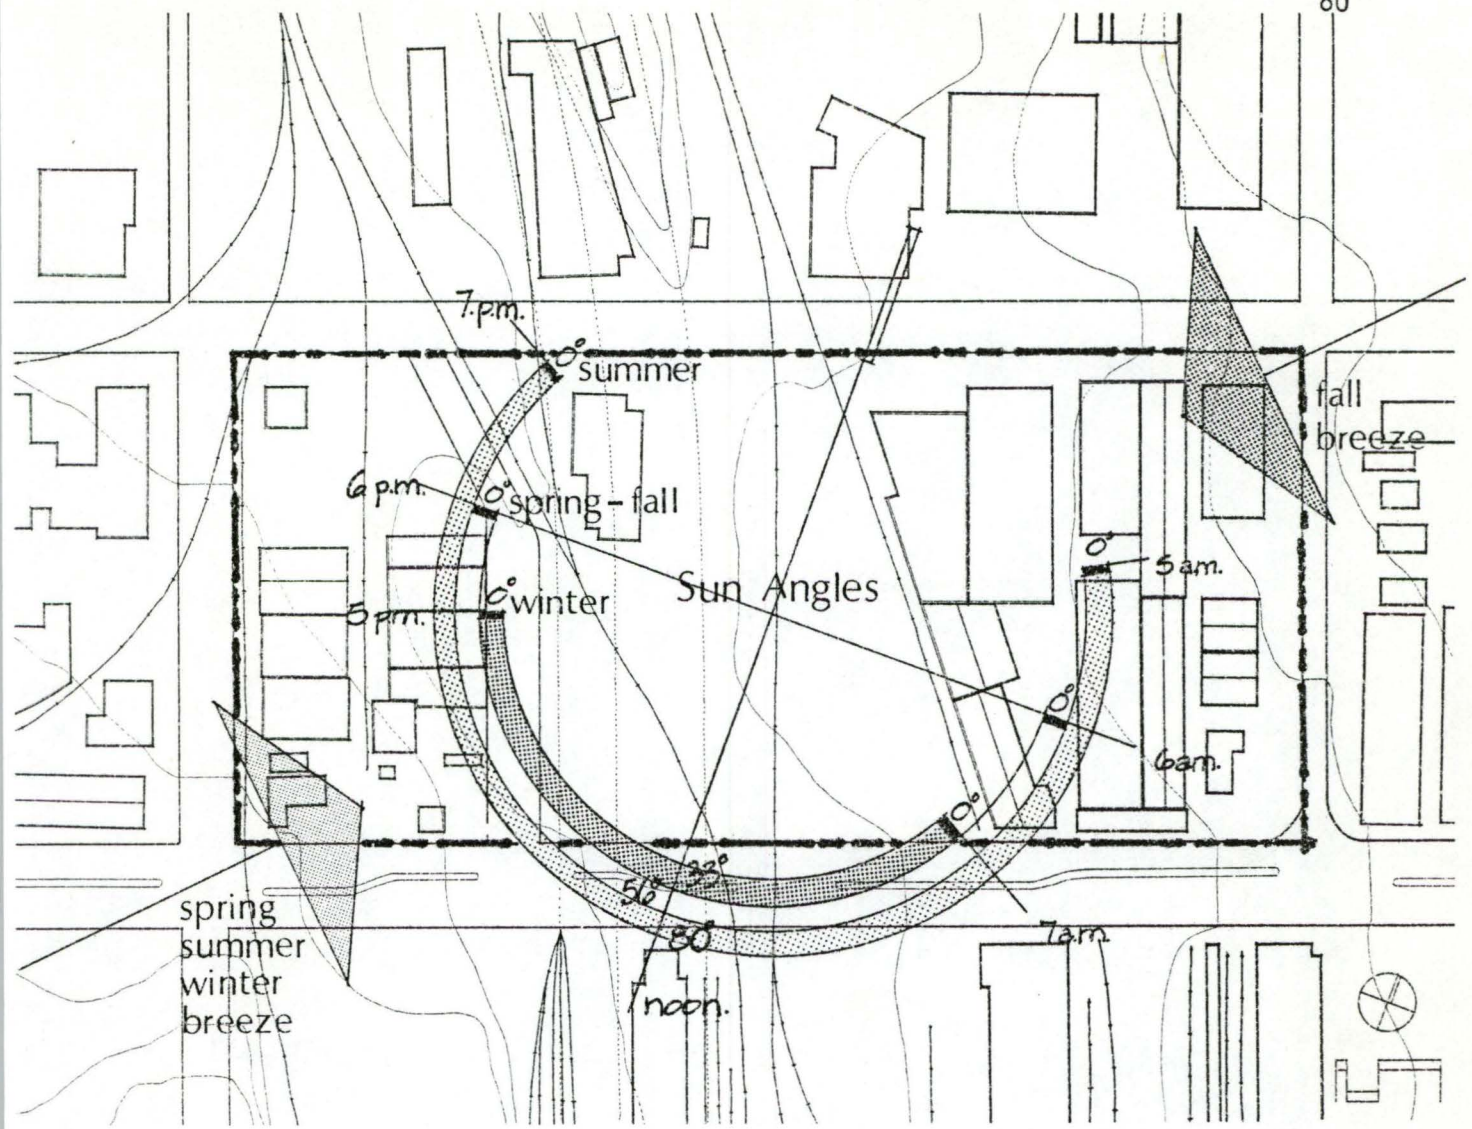 80
7.p.m.
0°
summer
fall
breeze
6 p.m.
0°
spring-fall
0°
5 am.
Sun Angles
0°
winter
5 p.m.
0°
6am.
0°
33°
56°
80°
7a.m.
noon.
spring
summer
winter
breeze